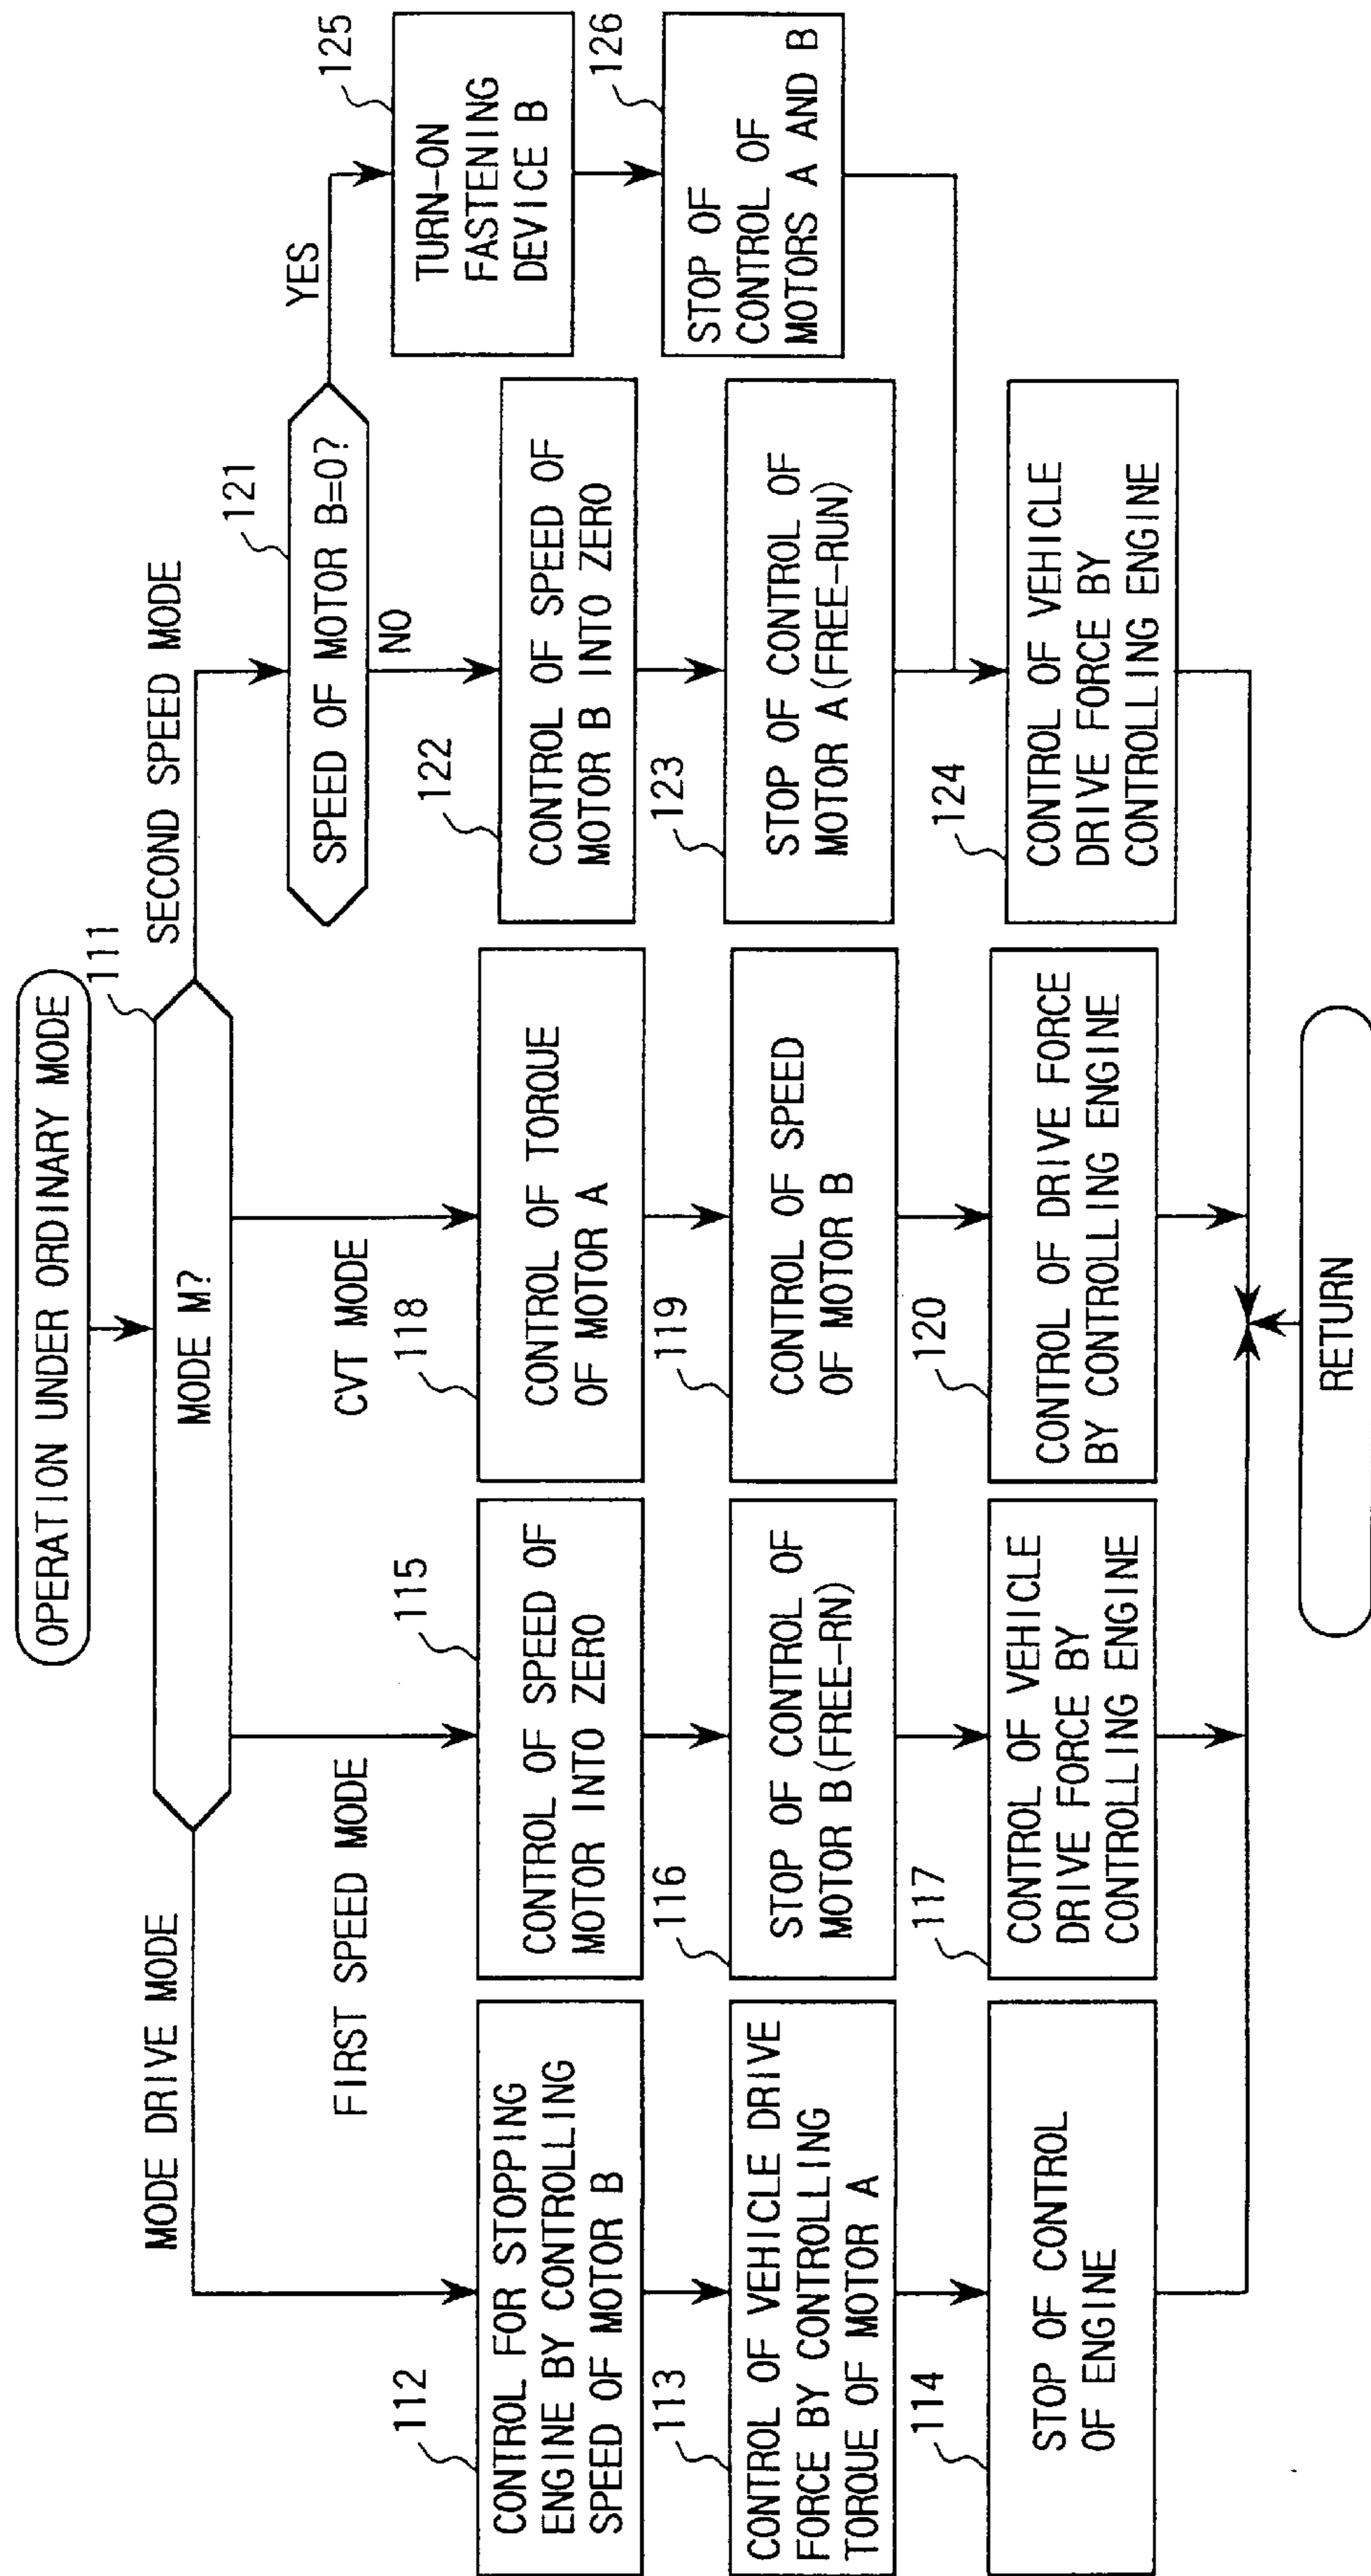 OPERATION UNDER ORDINARY MODE
111
MODE M?
MODE DRIVE MODE
112
CONTROL FOR STOPPING
ENGINE BY CONTROLLING
SPEED OF MOTOR B
113
CONTROL OF VEHICLE DRIVE
FORCE BY CONTROLLING
TORQUE OF MOTOR A
114
STOP OF CONTROL
OF ENGINE
FIRST SPEED MODE
115
CONTROL OF SPEED OF
MOTOR INTO ZERO
116
STOP OF CONTROL OF
MOTOR B(FREE-RN)
117
CONTROL OF VEHICLE
DRIVE FORCE BY
CONTROLLING ENGINE
CVT MODE
118
CONTROL OF TORQUE
OF MOTOR A
119
CONTROL OF SPEED
OF MOTOR B
120
CONTROL OF DRIVE FORCE
BY CONTROLLING ENGINE
SECOND SPEED MODE
121
SPEED OF MOTOR B=0?
NO
122
CONTROL OF SPEED OF
MOTOR B INTO ZERO
123
STOP OF CONTROL OF
MOTOR A(FREE-RUN)
124
CONTROL OF VEHICLE
DRIVE FORCE BY
CONTROLLING ENGINE
YES
125
TURN-ON
FASTENING
DEVICE B
126
STOP OF
CONTROL OF
MOTORS A AND B
RETURN